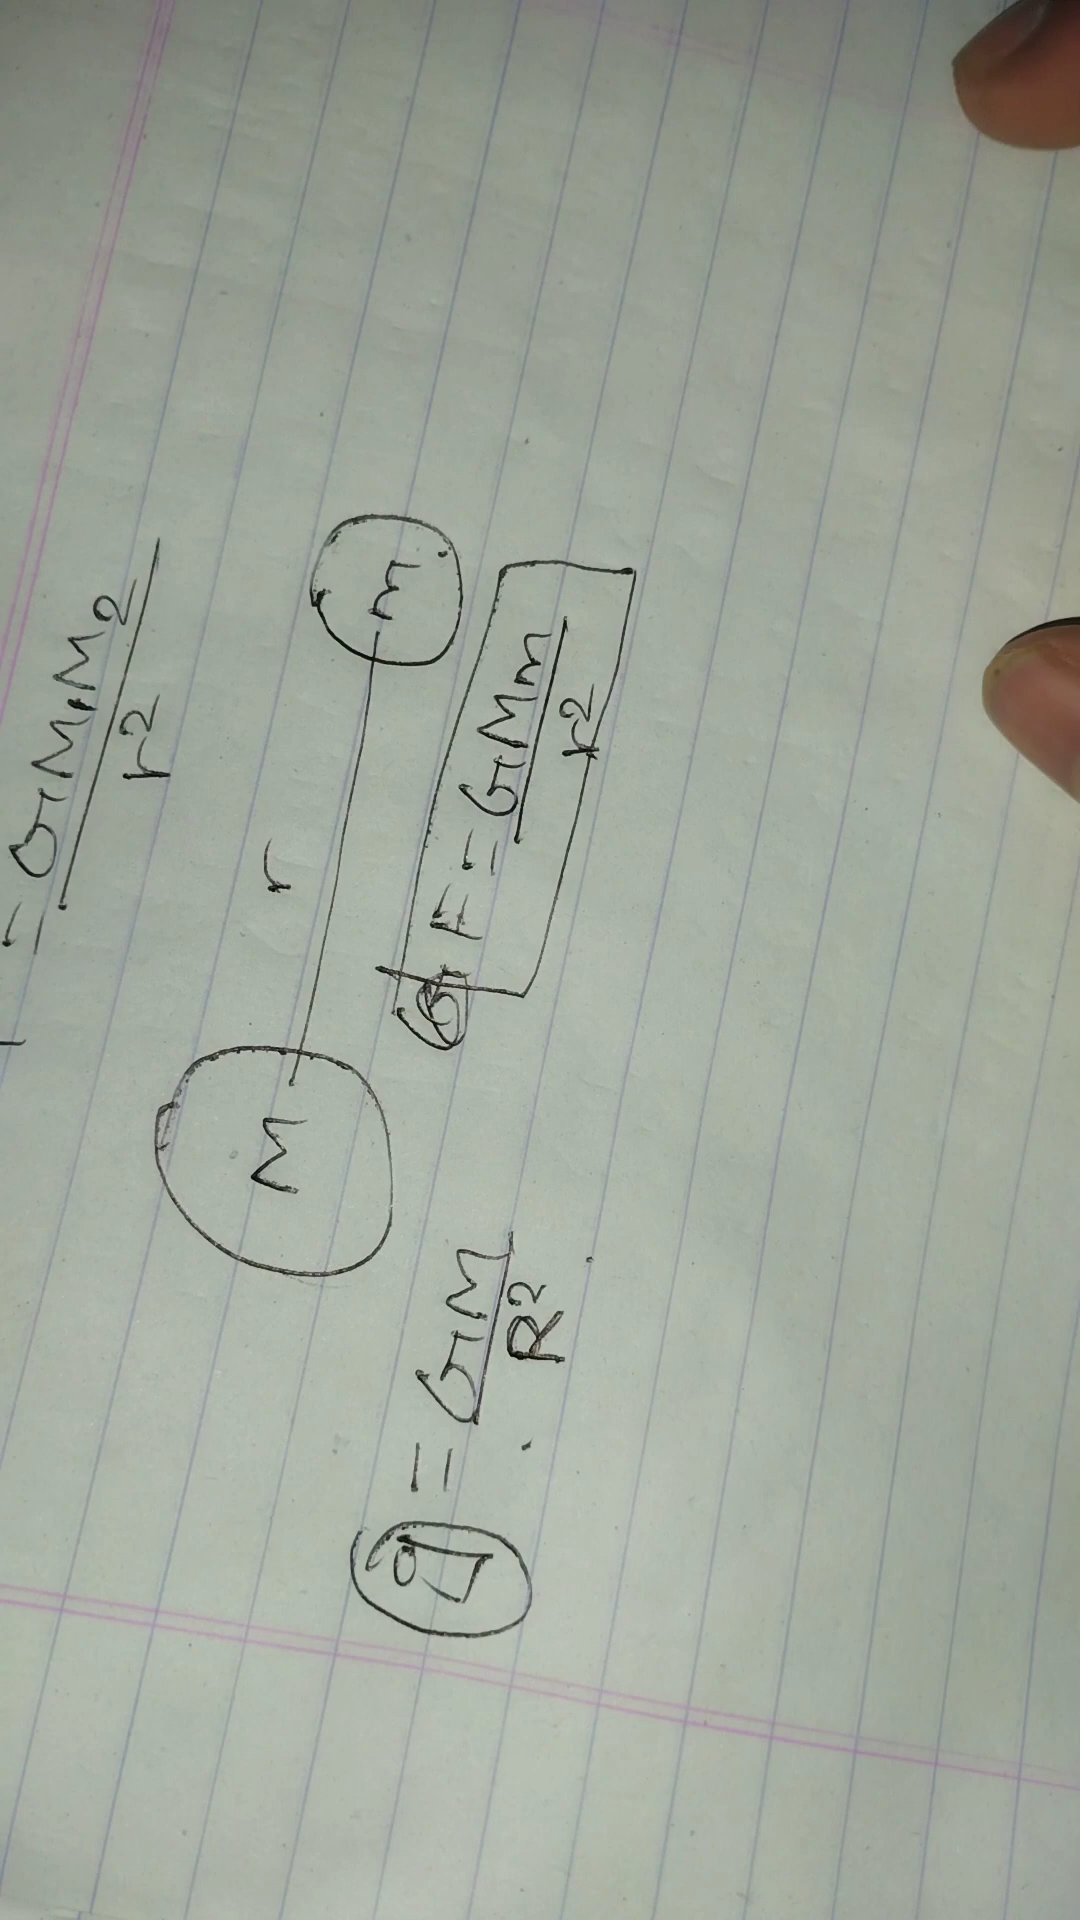 = GM₁M₂ / r²
r
M m
F = GMm / r²
g = GM / R²